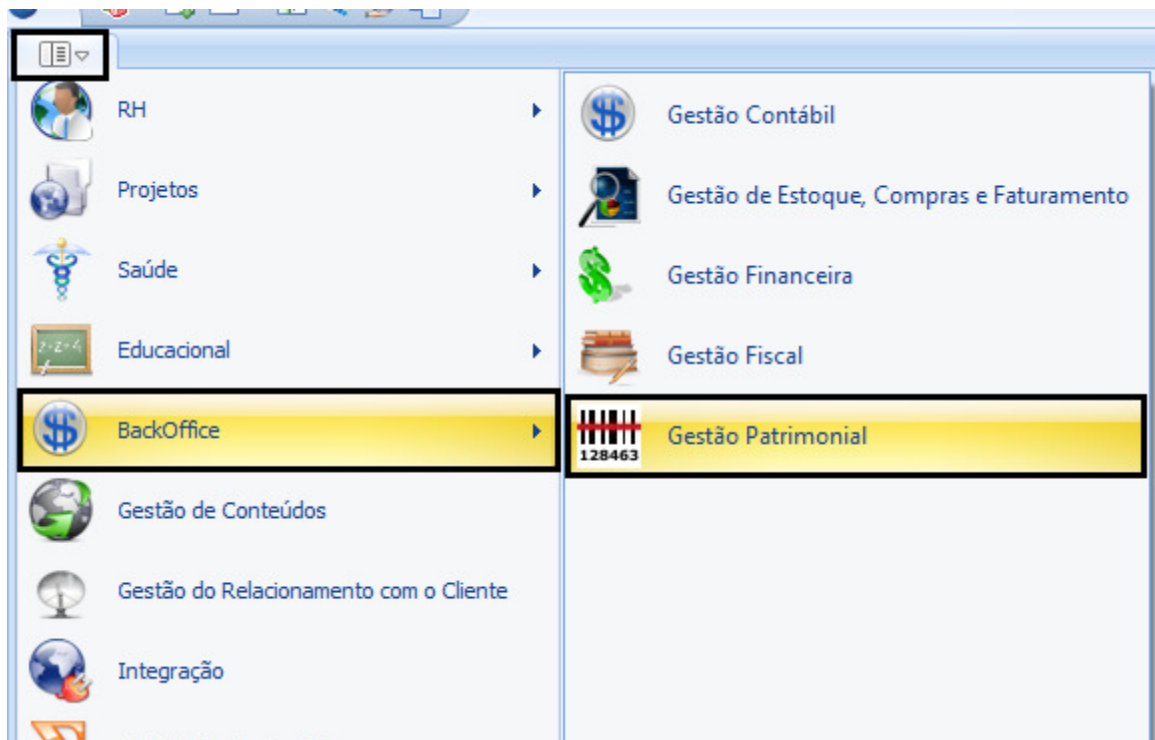 RH
Projetos
Saúde
Educacional
BackOffice
Gestão de Conteúdos
Gestão do Relacionamento com o Cliente
Integração
Gestão Contábil
Gestão de Estoque, Compras e Faturamento
Gestão Financeira
Gestão Fiscal
128463
Gestão Patrimonial